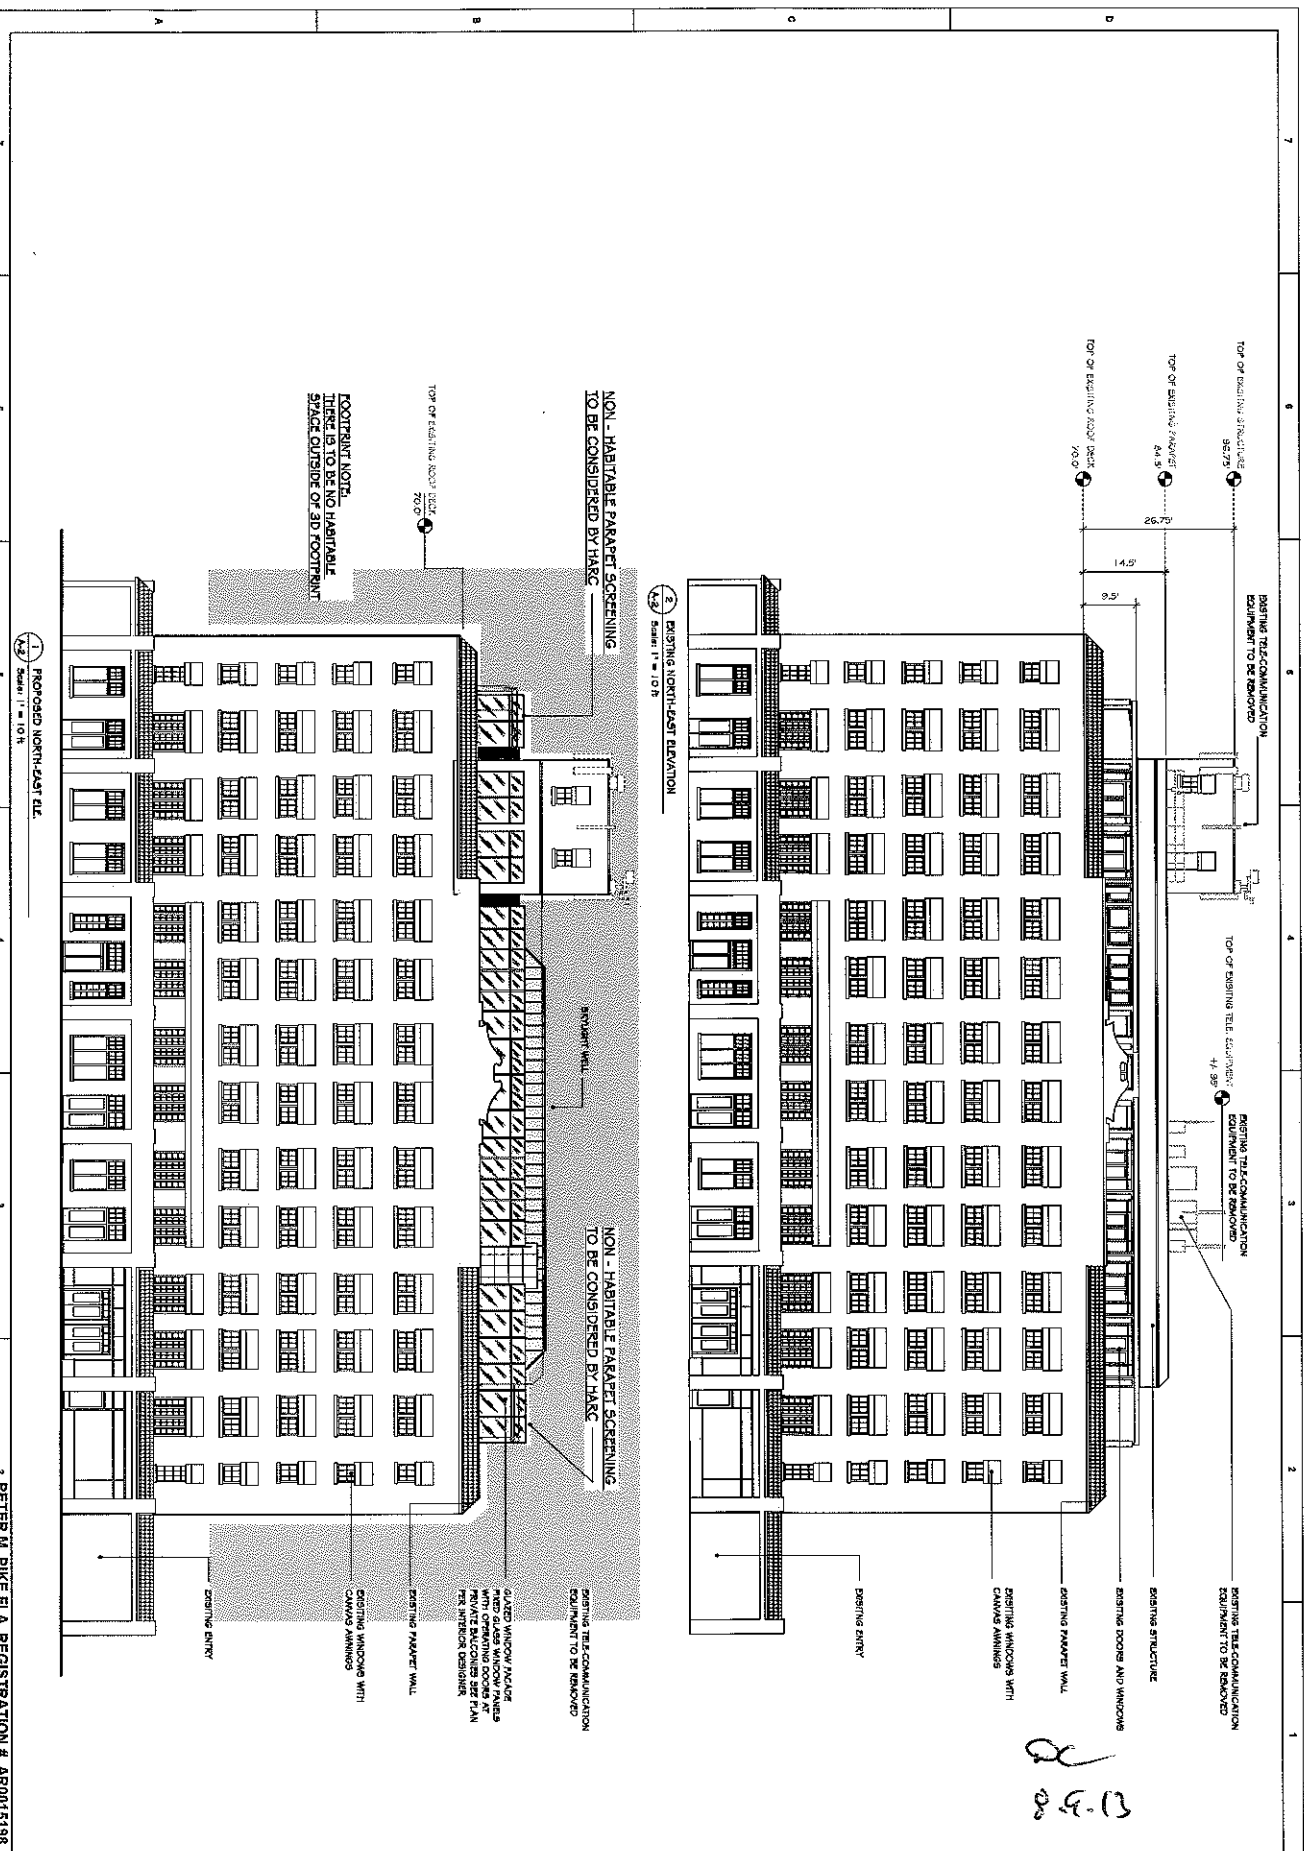 7
6
5
4
3
2
1
D
C
B
A
TOP OF EXISTING STRUCTURE
96.75'
TOP OF EXISTING PARAPET
84.5'
TOP OF EXISTING ROOF DECK
70.0'
26.75'
14.5'
9.5'
EXISTING TELE-COMMUNICATION
EQUIPMENT TO BE REMOVED
TOP OF EXISTING TELE. EQUIPMENT
+/- 95'
EXISTING TELE-COMMUNICATION
EQUIPMENT TO BE REMOVED
EXISTING TELE-COMMUNICATION
EQUIPMENT TO BE REMOVED
EXISTING STRUCTURE
EXISTING DOORS AND WINDOWS
EXISTING PARAPET WALL
EXISTING WINDOWS WITH
CANVAS AWNINGS
EXISTING ENTRY
2
A-2
EXISTING NORTH-EAST ELEVATION
Scale: 1" = 10 ft
NON - HABITABLE PARAPET SCREENING
TO BE CONSIDERED BY HARC
TOP OF EXISTING ROOF DECK
70.0'
FOOTPRINT NOTE:
THERE IS TO BE NO HABITABLE
SPACE OUTSIDE OF 3D FOOTPRINT
SKYLIGHT WELL
NON - HABITABLE PARAPET SCREENING
TO BE CONSIDERED BY HARC
EXISTING TELE-COMMUNICATION
EQUIPMENT TO BE REMOVED
GLAZED WINDOW FACADE
FIXED GLASS WINDOW PANELS
WITH OPERATING DOORS AT
PRIVATE BALCONIES SEE PLAN
PER INTERIOR DESIGNER
EXISTING PARAPET WALL
EXISTING WINDOWS WITH
CANVAS AWNINGS
EXISTING ENTRY
1
A-2
PROPOSED NORTH-EAST ELE.
Scale: 1" = 10 ft
PETER M. PIKE FLA. REGISTRATION # AR0015198